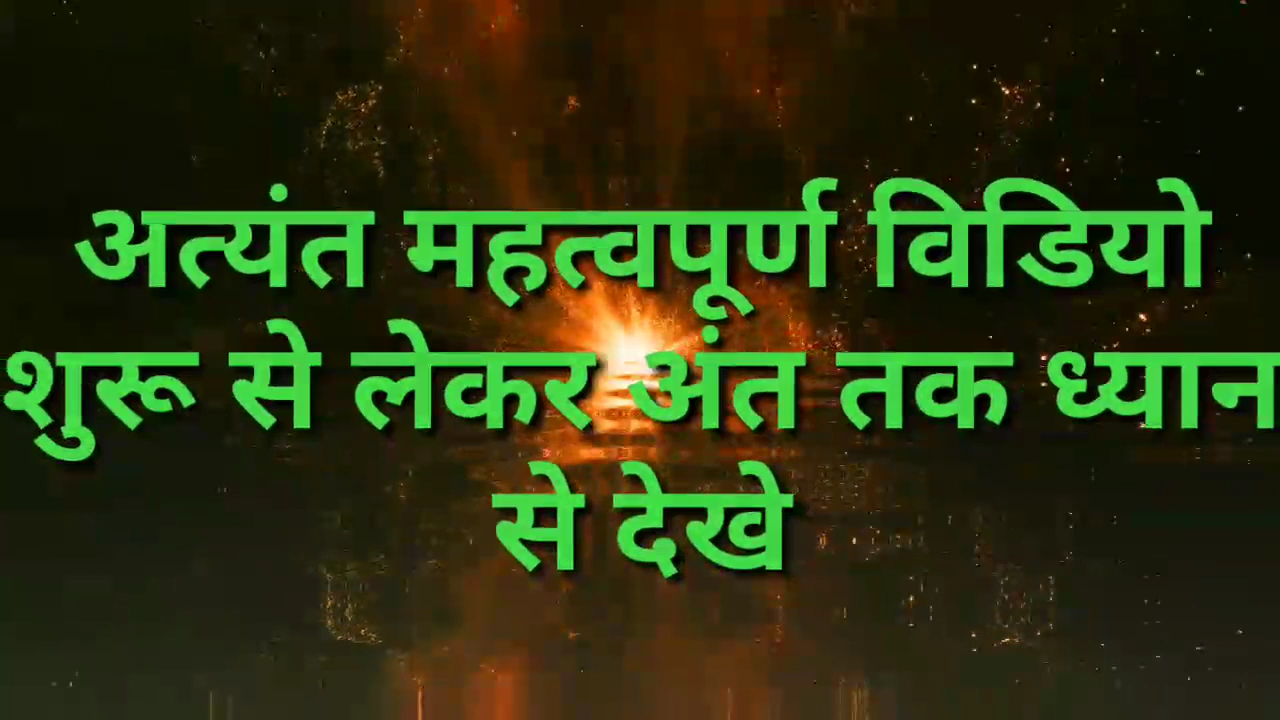 अत्यंत महत्वपूर्ण विडियो
शुरू से लेकर अंत तक ध्यान
से देखे